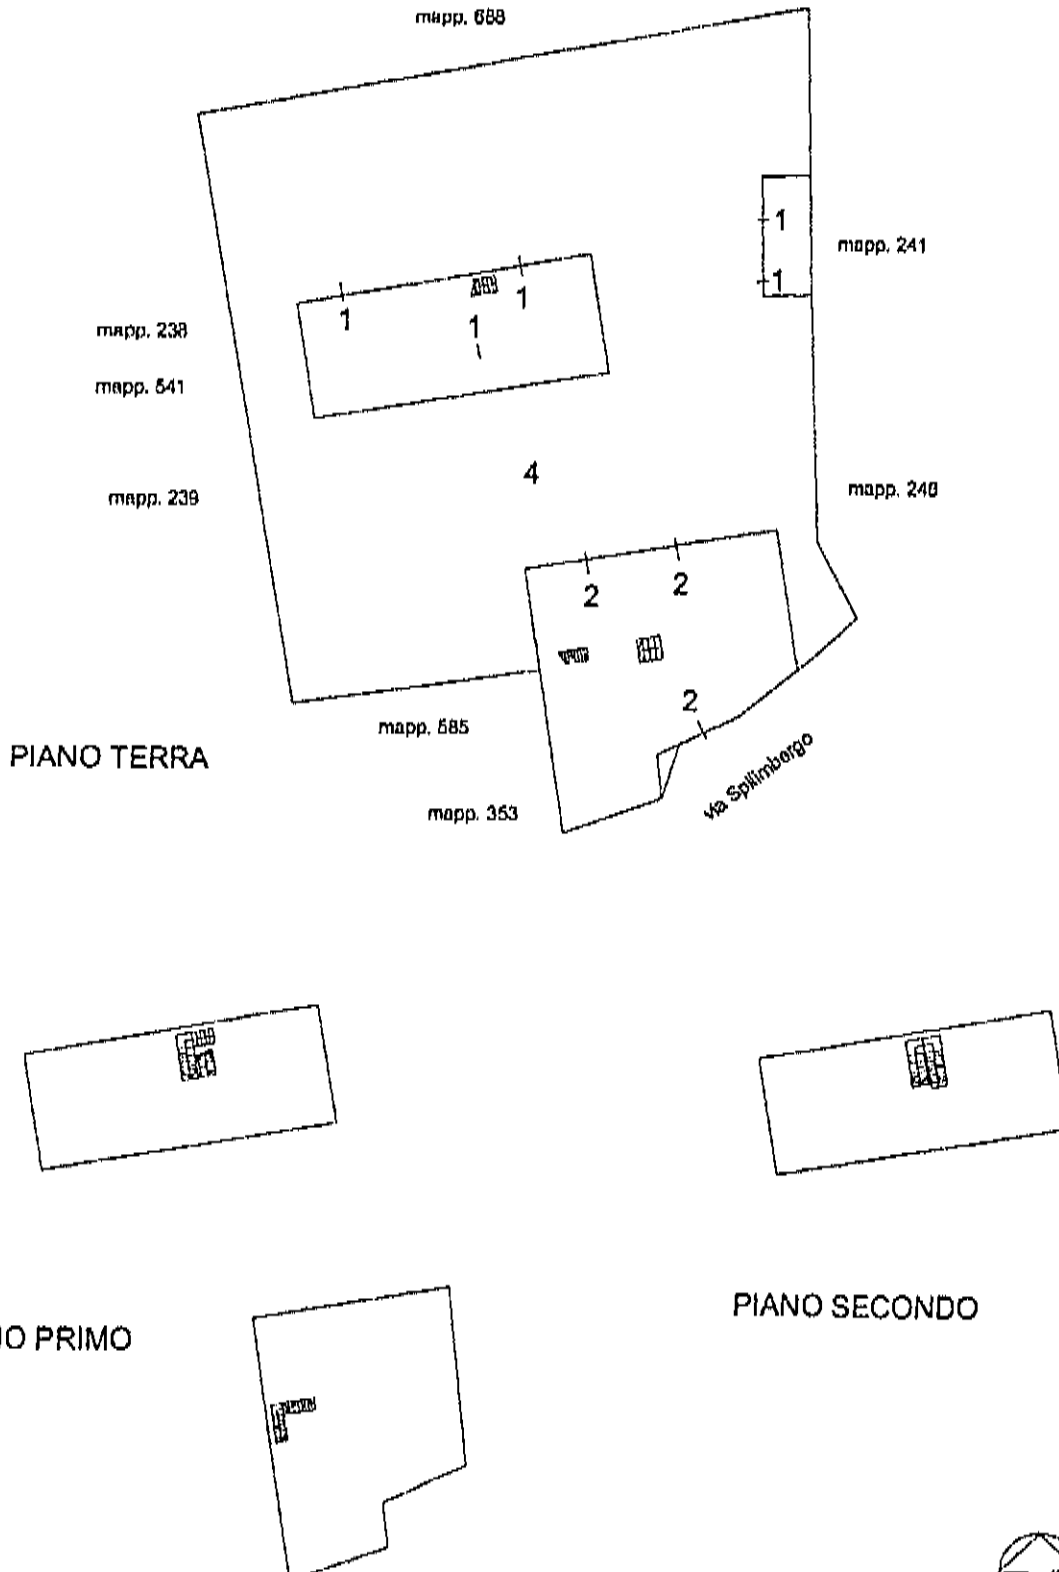 mapp. 688
1
mapp. 241
1
1
1
1
mapp. 238
mapp. 541
4
mapp. 239
mapp. 240
2
2
2
mapp. 585
PIANO TERRA
via Spilimbergo
mapp. 353
PIANO SECONDO
NO PRIMO